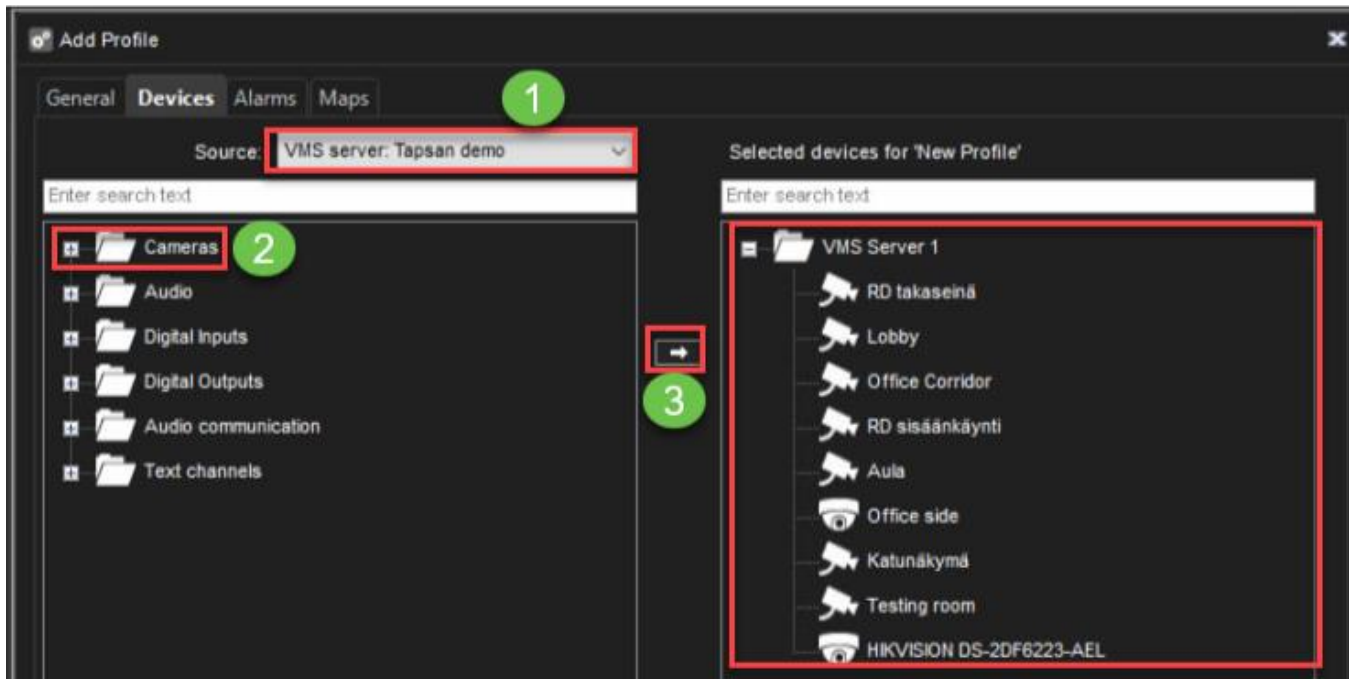 Add Profile
General Devices Alarms Maps
1
Source: VMS server: Tapsan demo
Enter search text
Cameras
2
Audio
Digital Inputs
Digital Outputs
Audio communication
Text channels
3
Selected devices for 'New Profile'
Enter search text
VMS Server 1
RD takaseinä
Lobby
Office Corridor
RD sisäänkäynti
Aula
Office side
Katunäkymä
Testing room
HIKVISION DS-2DF6223-AEL